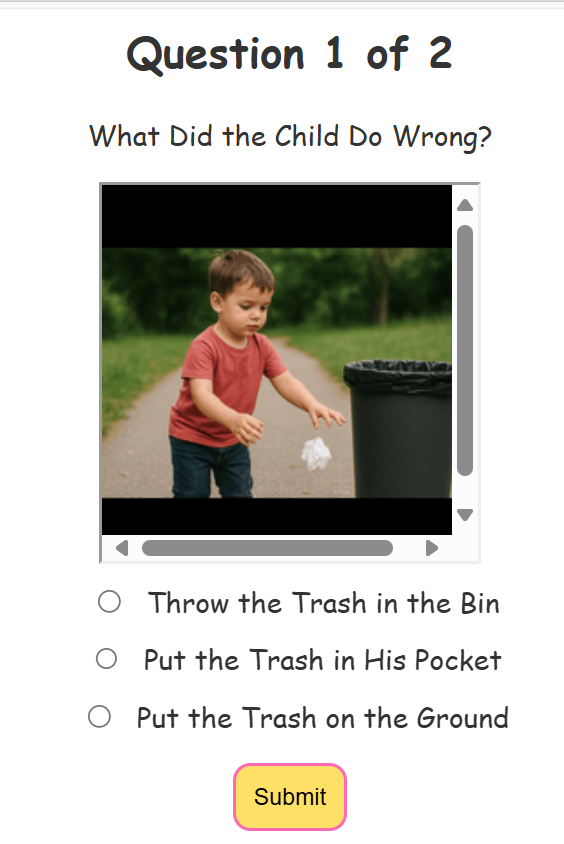 Question 1 of 2
What Did the Child Do Wrong?
Throw the Trash in the Bin
Put the Trash in His Pocket
Put the Trash on the Ground
Submit